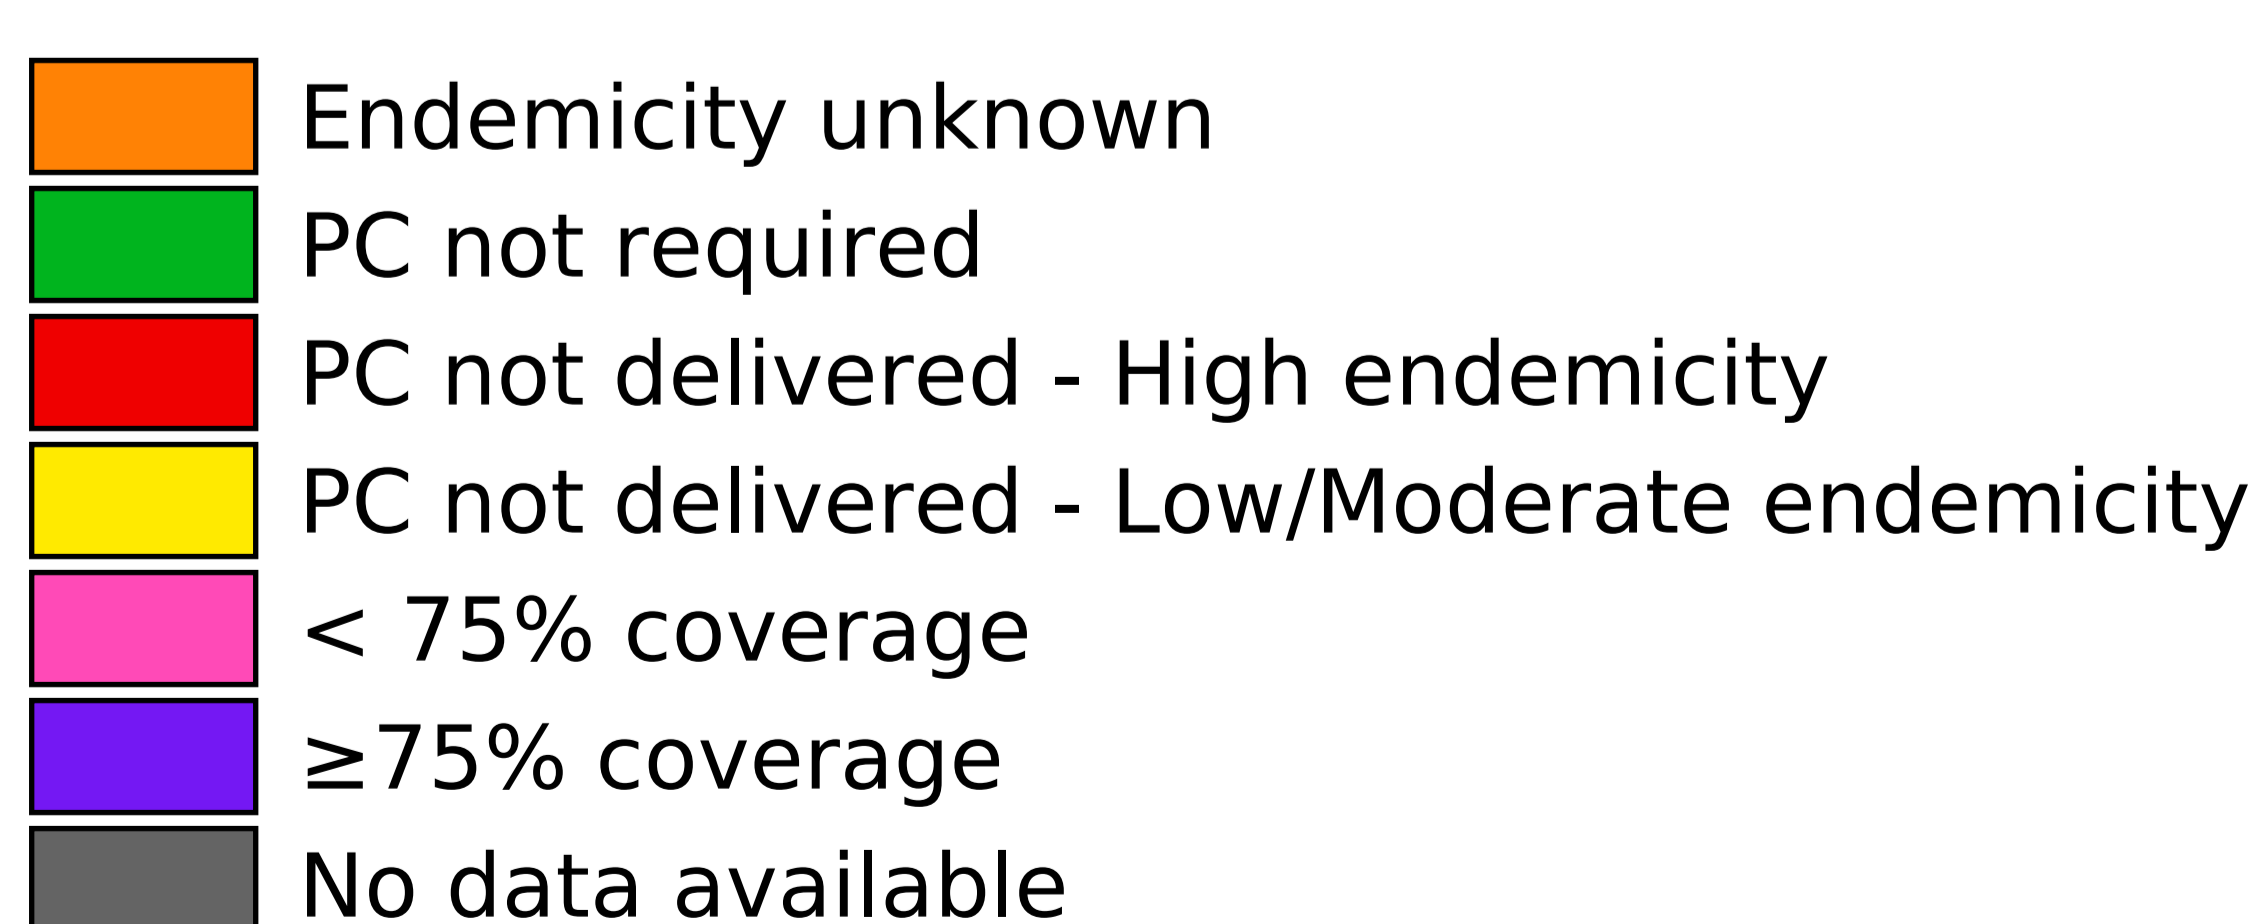 Endemicity unknown
PC not required
PC not delivered - High endemicity
PC not delivered - Low/Moderate endemicity
< 75% coverage
≥75% coverage
No data available